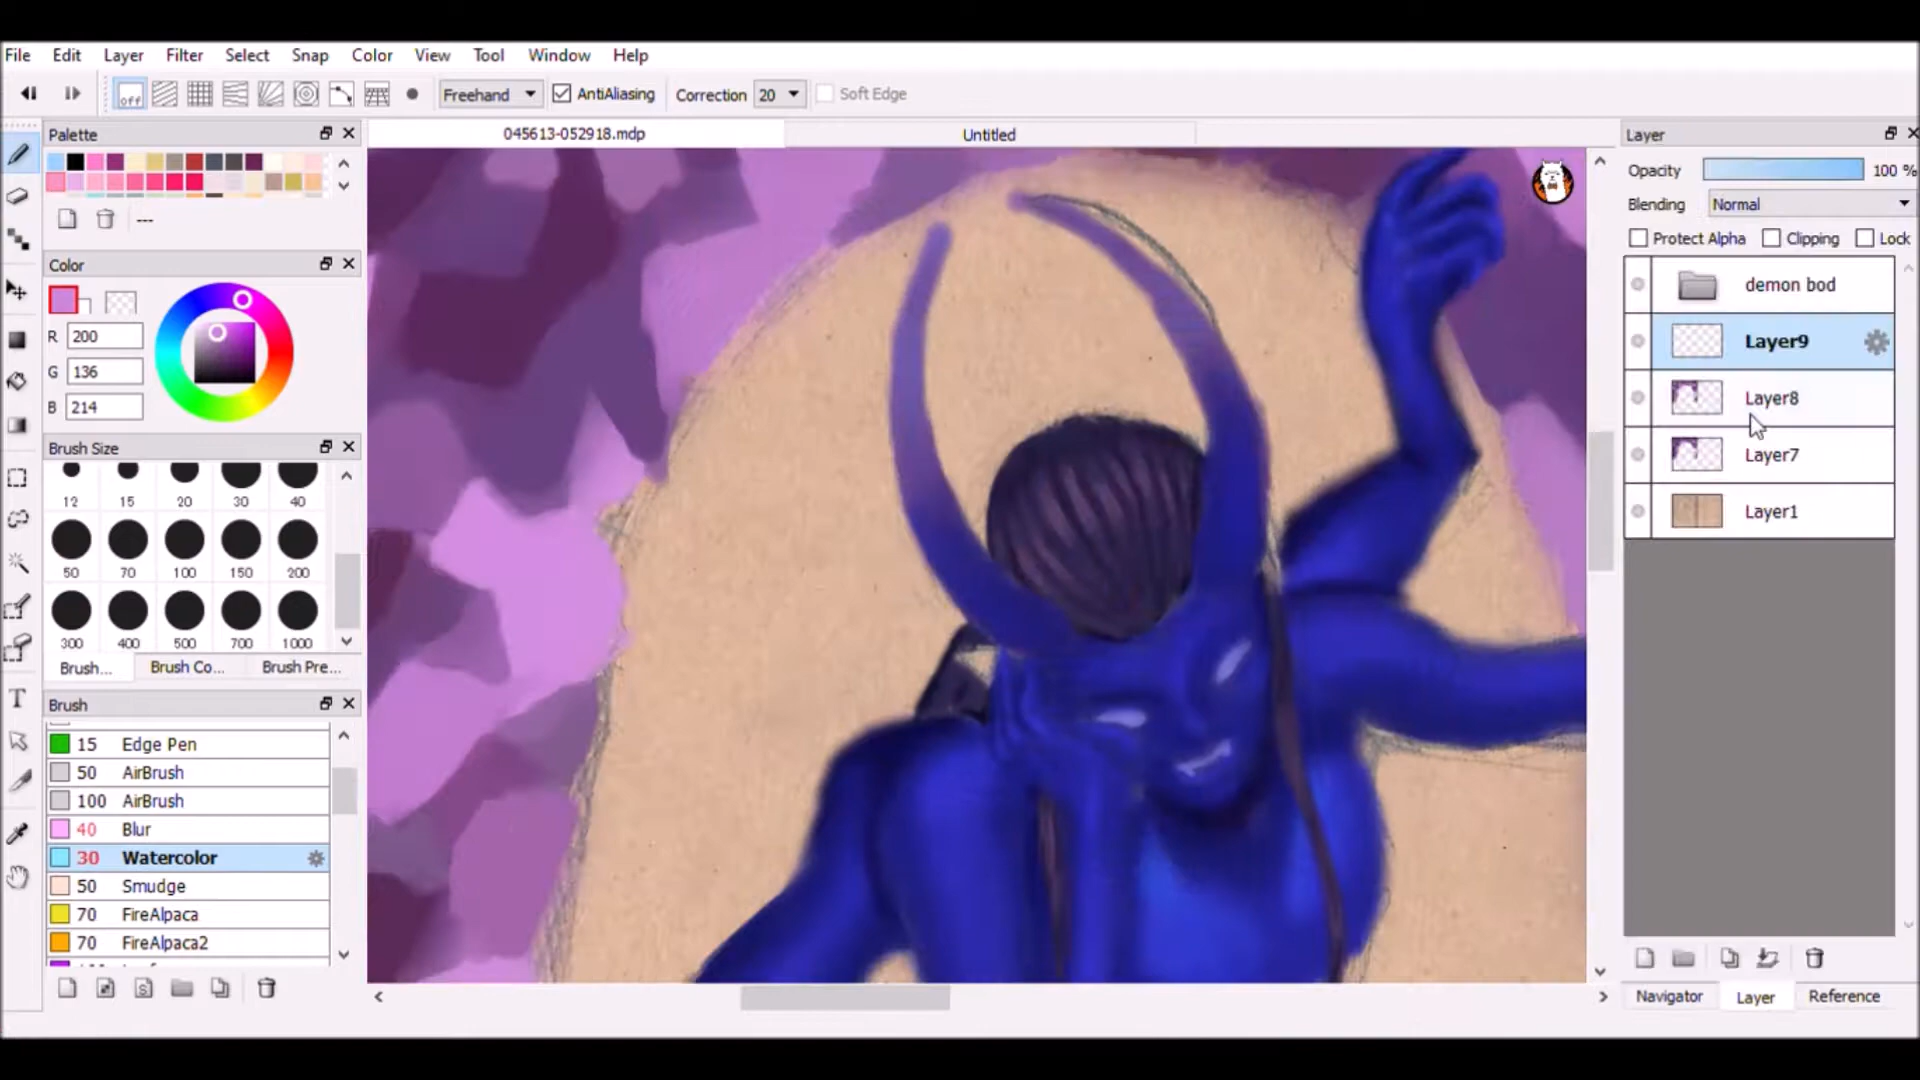 File Edit Layer Filter Select Snap Color View Tool Window Help
off Freehand AntiAliasing Correction 20 Soft Edge
Palette
045613-052918.mdp
Untitled
Layer
---
Color
R 200
G 136
B 214
Brush Size
12 15 20 30 40
50 70 100 150 200
300 400 500 700 1000
Brush... Brush Co... Brush Pre...
Brush
15 Edge Pen
50 AirBrush
100 AirBrush
40 Blur
30 Watercolor
50 Smudge
70 FireAlpaca
70 FireAlpaca2
Opacity 100 %
Blending Normal
Protect Alpha Clipping Lock
demon bod
Layer9
Layer8
Layer7
Layer1
Navigator Layer Reference